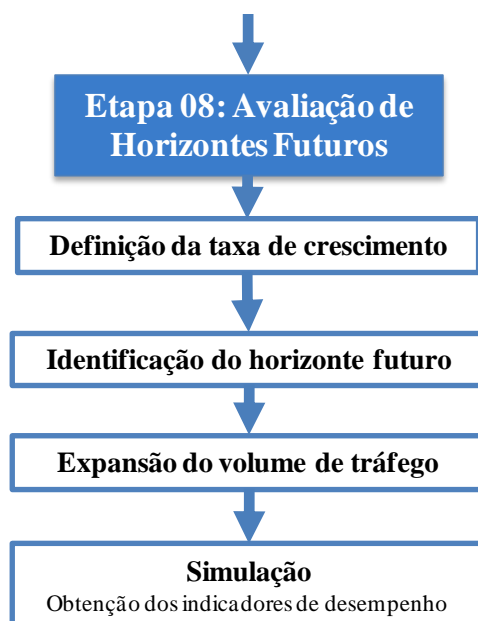 Etapa 08: Avaliação de
Horizontes Futuros
Definição da taxa de crescimento
Identificação do horizonte futuro
Expansão do volume de tráfego
Simulação
Obtenção dos indicadores de desempenho